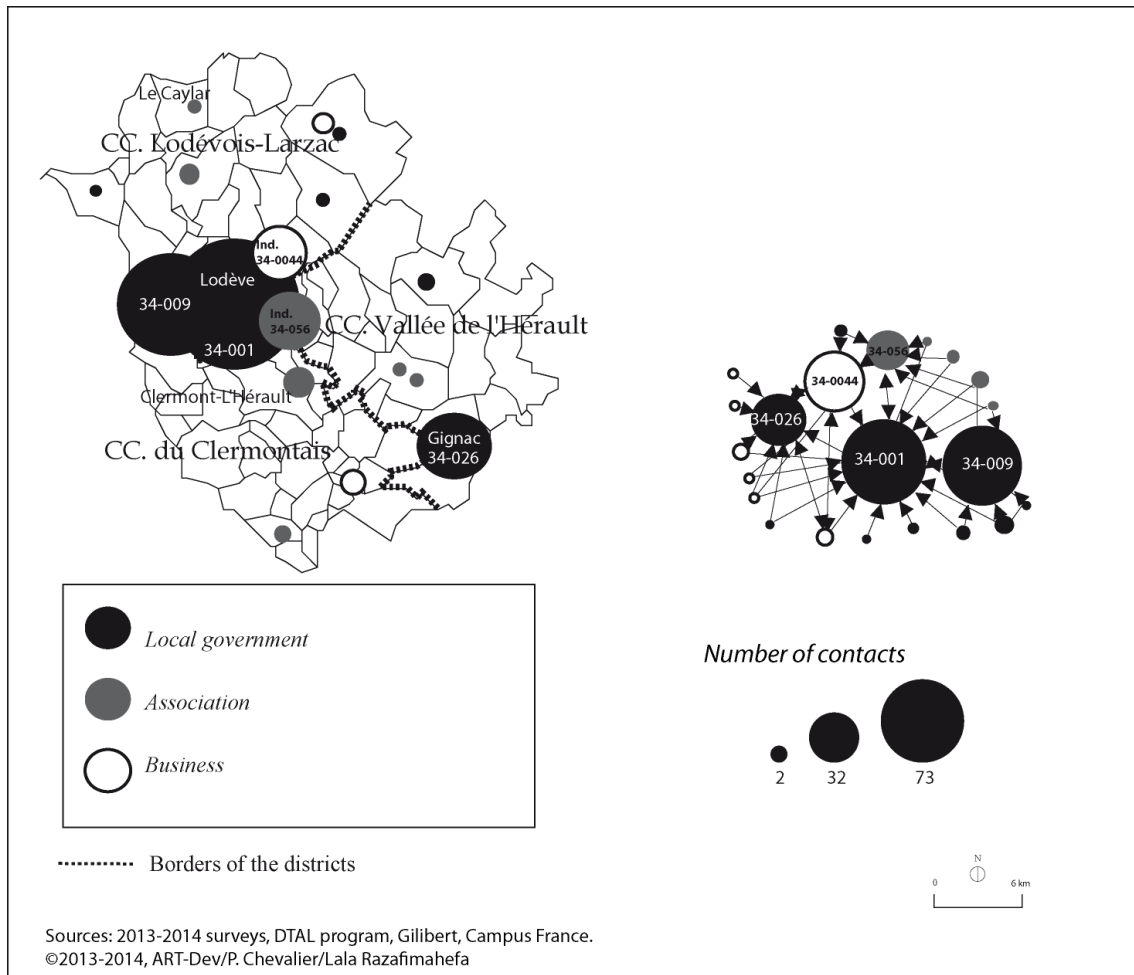 Le Caylar
CC. Lodévois-Larzac
Ind.
34-0044
Lodève
34-009
Ind.
34-056
CC. Vallée de l'Hérault
34-001
Clermont-L'Hérault
CC. du Clermontais
Gignac
34-026
34-056
34-0044
34-026
34-001
34-009
Local government
Association
Business
Number of contacts
2 32 73
Borders of the districts
N
0 6 km
Sources: 2013-2014 surveys, DTAL program, Gilibert, Campus France.
©2013-2014, ART-Dev/P. Chevalier/Lala Razafimahefa